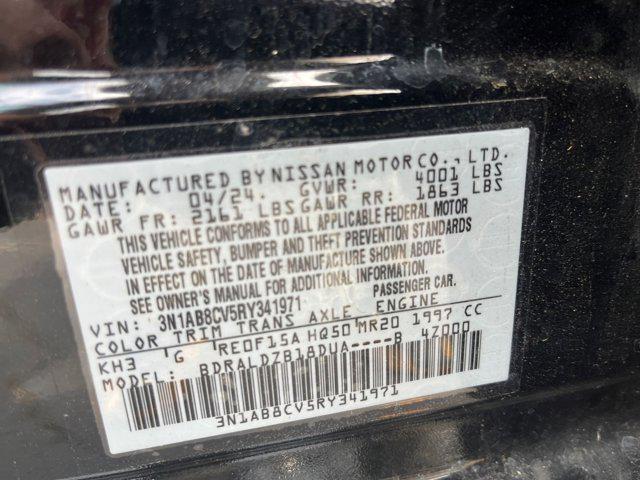 MANUFACTURED BY NISSAN MOTOR CO., LTD.
DATE: 04/24. GVWR: 4001 LBS
GAWR FR: 2161 LBS GAWR RR: 1863 LBS
THIS VEHICLE CONFORMS TO ALL APPLICABLE FEDERAL MOTOR
VEHICLE SAFETY, BUMPER AND THEFT PREVENTION STANDARDS
IN EFFECT ON THE DATE OF MANUFACTURE SHOWN ABOVE.
SEE OWNER'S MANUAL FOR ADDITIONAL INFORMATION.
VIN: 3N1AB8CV5RY341971 PASSENGER CAR.
COLOR TRIM TRANS AXLE ENGINE
KH3 G RE0F15A HQ50 MR20 1997 CC
MODEL: BDRALDZB18DUA----B 4Z000
3N1AB8CV5RY341971